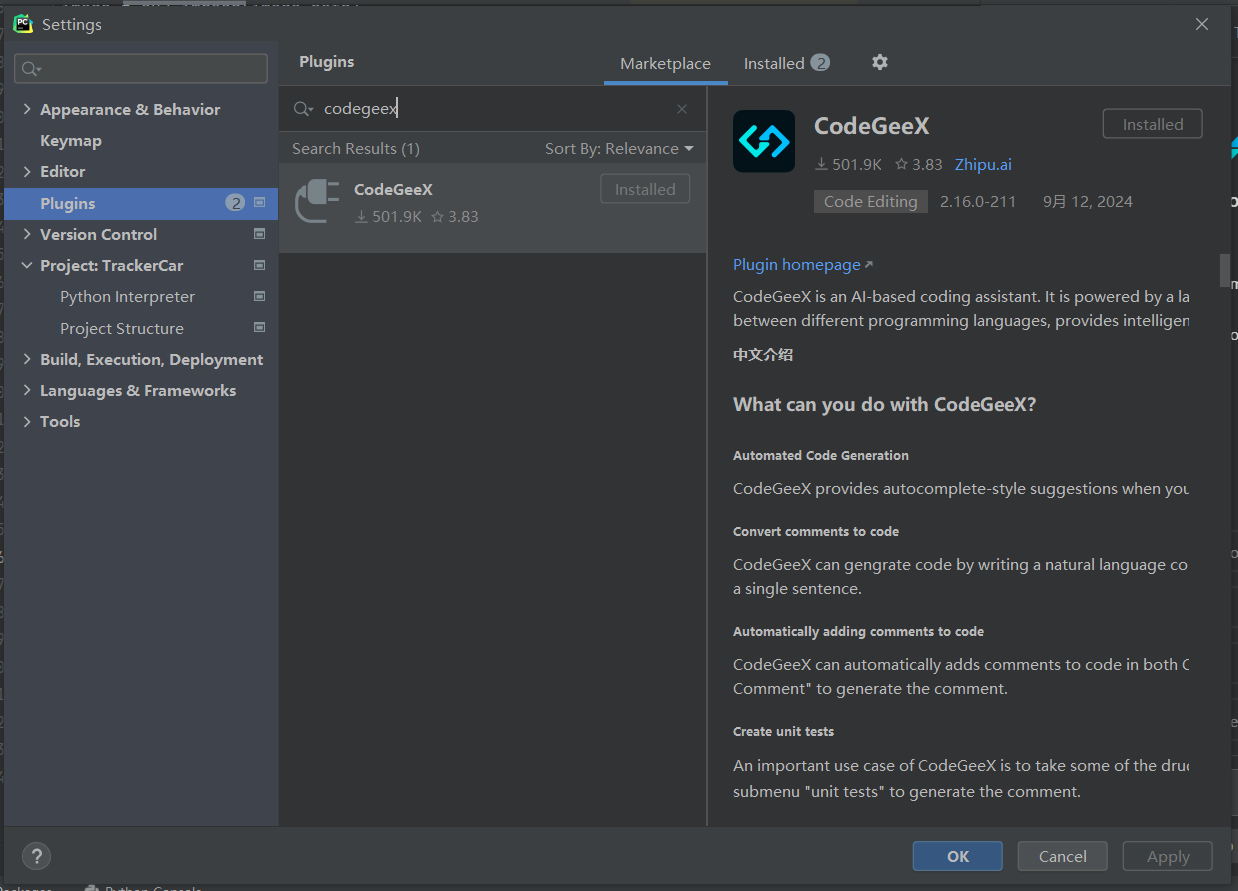 PC
Settings
Plugins
Marketplace
Installed 2
codegeex
Appearance & Behavior
Keymap
Editor
Plugins 2
Version Control
Project: TrackerCar
Python Interpreter
Project Structure
Build, Execution, Deployment
Languages & Frameworks
Tools
Search Results (1)
Sort By: Relevance
CodeGeeX
501.9K 3.83
Installed
CodeGeeX
Installed
501.9K 3.83 Zhipu.ai
Code Editing 2.16.0-211 9月 12, 2024
Plugin homepage
CodeGeeX is an AI-based coding assistant. It is powered by a la
between different programming languages, provides intelligen
中文介绍
What can you do with CodeGeeX?
Automated Code Generation
CodeGeeX provides autocomplete-style suggestions when you
Convert comments to code
CodeGeeX can gengrate code by writing a natural language co
a single sentence.
Automatically adding comments to code
CodeGeeX can automatically adds comments to code in both
Comment" to generate the comment.
Create unit tests
An important use case of CodeGeeX is to take some of the
submenu "unit tests" to generate the comment.
?
OK
Cancel
Apply
Python Console